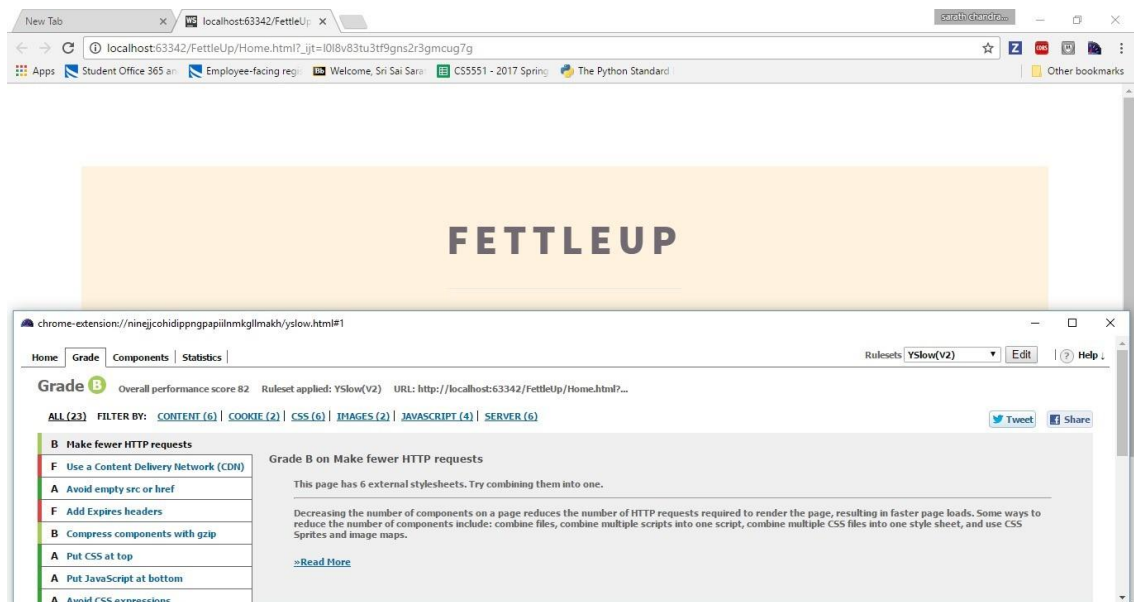 New Tab
localhost:63342/FettleUp
sarath chandra...
localhost:63342/FettleUp/Home.html?_ijt=l0l8v83tu3tf9gns2r3gmcug7g
Apps Student Office 365 an Employee-facing regi Bb Welcome, Sri Sai Sara CS5551 - 2017 Spring The Python Standard Other bookmarks
FETTLEUP
chrome-extension://ninejjcohidippngpapiilnmkgllmakh/yslow.html#1
Home Grade Components Statistics Rulesets YSlow(V2) Edit ? Help ↓
Grade B Overall performance score 82 Ruleset applied: YSlow(V2) URL: http://localhost:63342/FettleUp/Home.html?...
ALL (23) FILTER BY: CONTENT (6) COOKIE (2) CSS (6) IMAGES (2) JAVASCRIPT (4) SERVER (6) Tweet Share
B Make fewer HTTP requests
F Use a Content Delivery Network (CDN)
A Avoid empty src or href
F Add Expires headers
B Compress components with gzip
A Put CSS at top
A Put JavaScript at bottom
A Avoid CSS expressions
Grade B on Make fewer HTTP requests
This page has 6 external stylesheets. Try combining them into one.
Decreasing the number of components on a page reduces the number of HTTP requests required to render the page, resulting in faster page loads. Some ways to
reduce the number of components include: combine files, combine multiple scripts into one script, combine multiple CSS files into one style sheet, and use CSS
Sprites and image maps.
»Read More